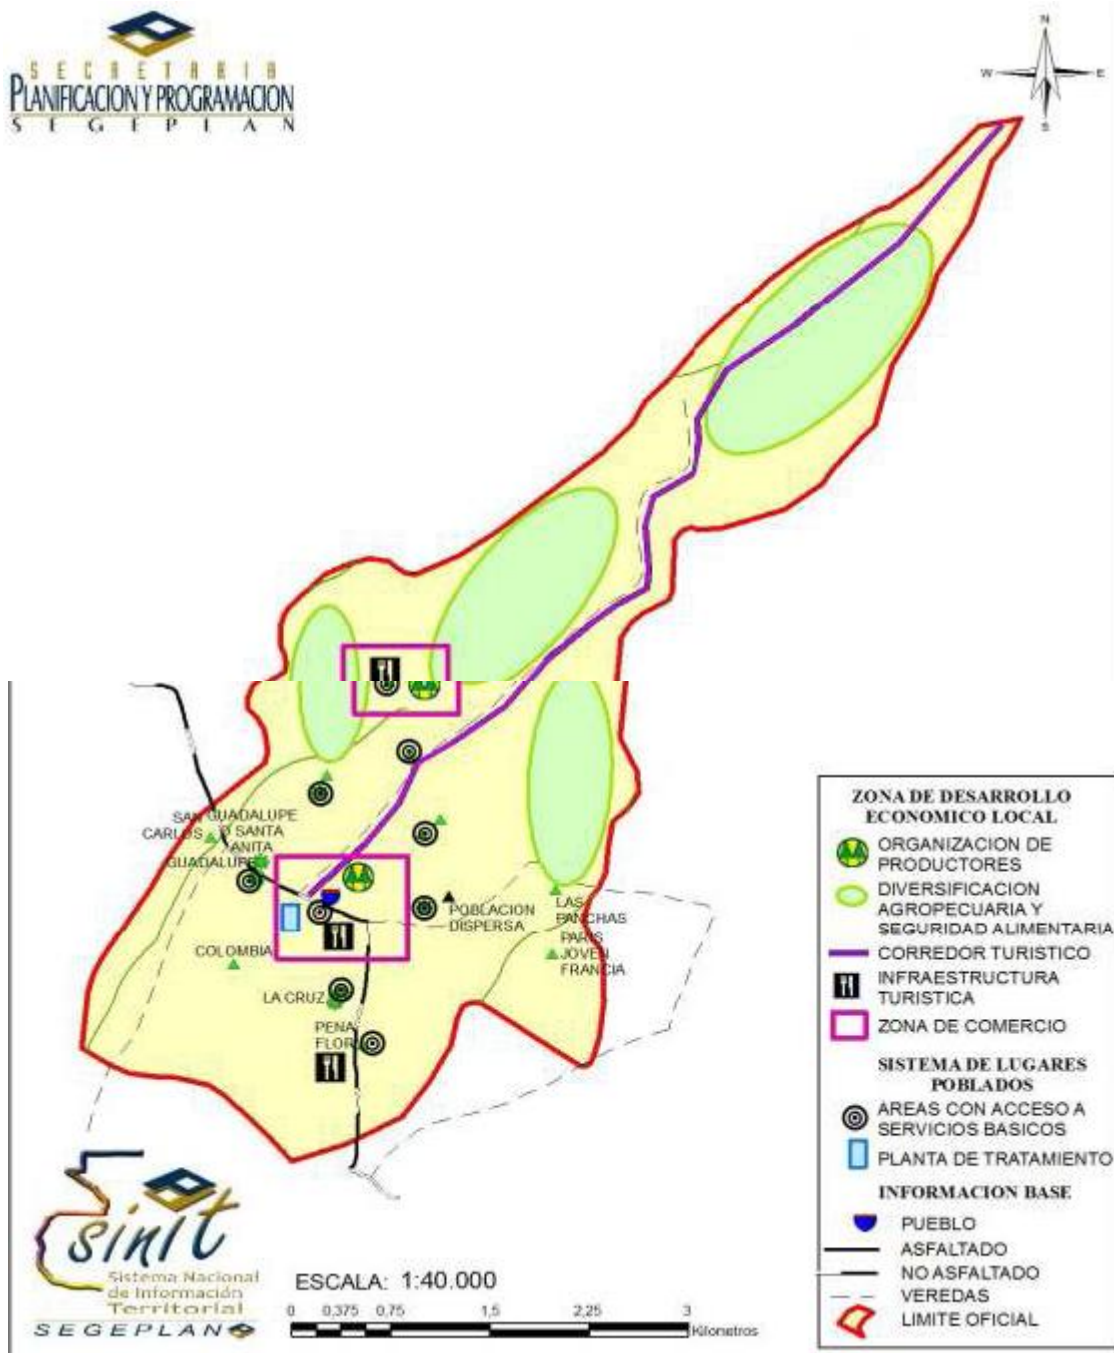 SECRETARIA
PLANIFICACION Y PROGRAMACION
SEGEPLAN
N
W
E
S
SAN
CARLOS
GUADALUPE
O SANTA
ANITA
GUADALUPE
POBLACION
DISPERSA
LAS
PANCHAS
PARIS
JOVEN
FRANCIA
COLOMBIA
LA CRUZ
PENA
FLOR
ZONA DE DESARROLLO
ECONOMICO LOCAL
ORGANIZACION DE
PRODUCTORES
DIVERSIFICACION
AGROPECUARIA Y
SEGURIDAD ALIMENTARIA
CORREDOR TURISTICO
INFRAESTRUCTURA
TURISTICA
ZONA DE COMERCIO
SISTEMA DE LUGARES
POBLADOS
AREAS CON ACCESO A
SERVICIOS BASICOS
PLANTA DE TRATAMIENTO
INFORMACION BASE
PUEBLO
ASFALTADO
NO ASFALTADO
VEREDAS
LIMITE OFICIAL
sinit
Sistema Nacional
de Información
Territorial
SEGEPLAN
ESCALA: 1:40.000
0 0,375 0,75 1,5 2,25 3
Kilometros